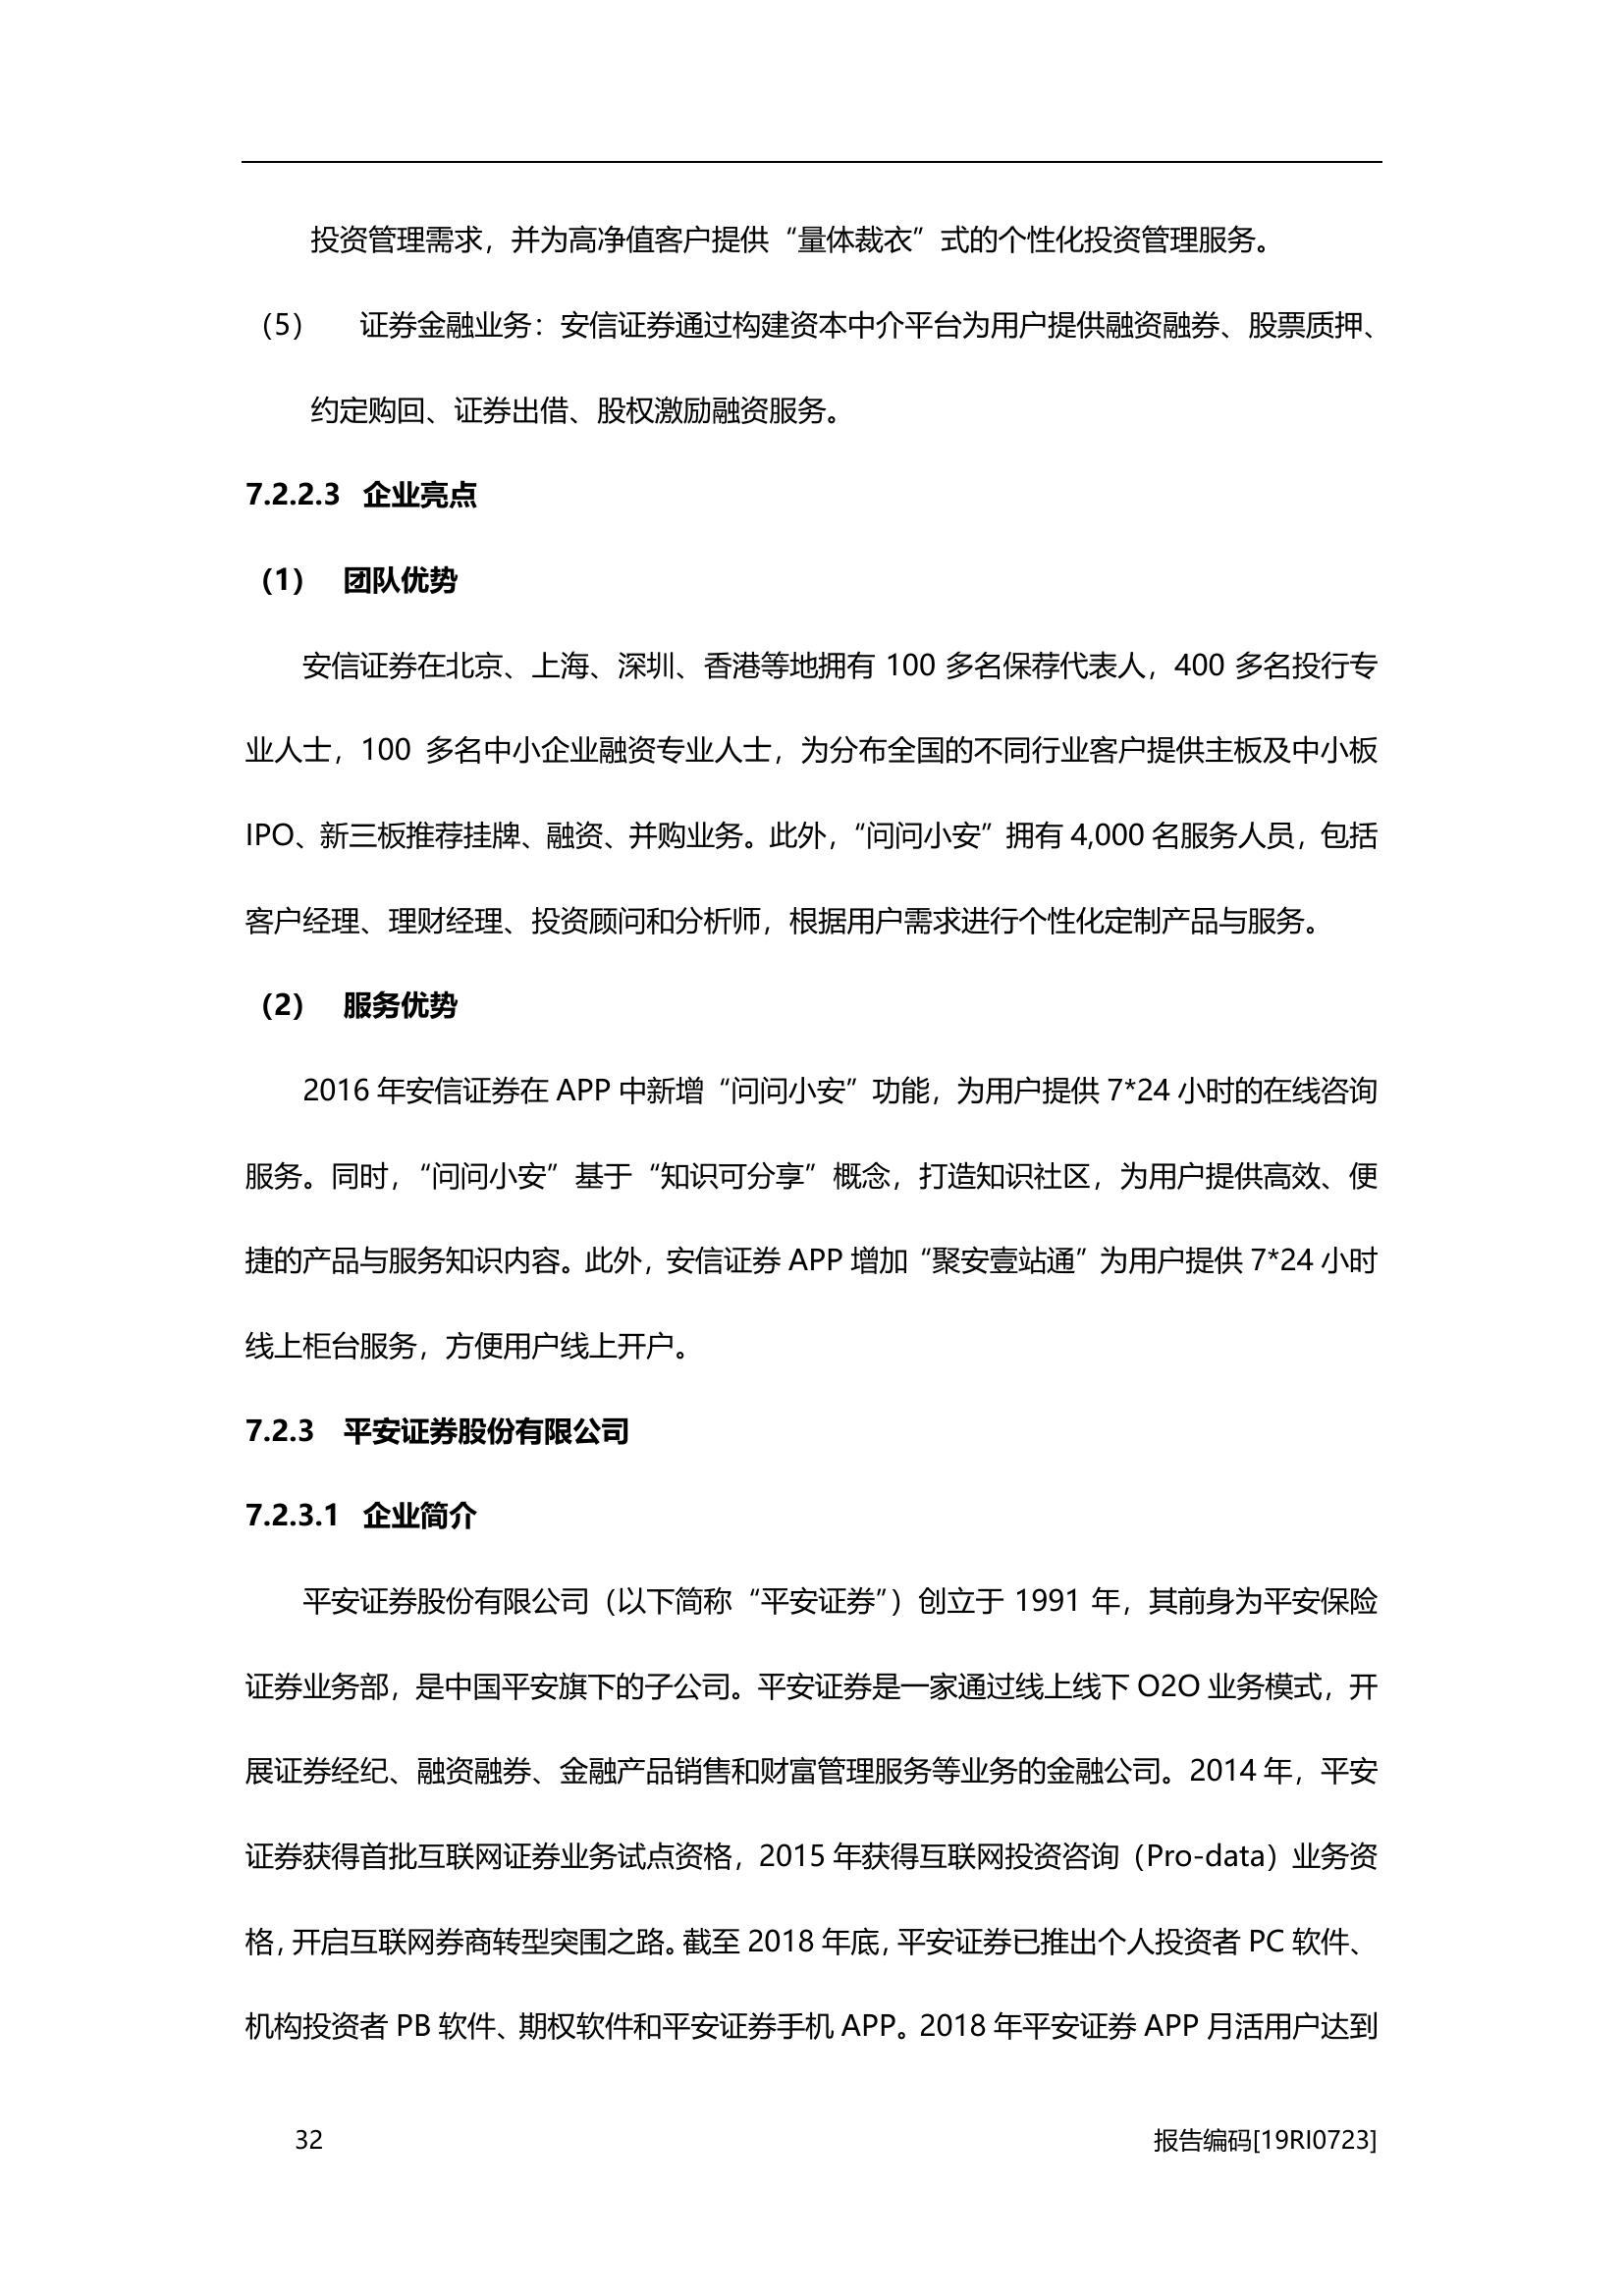 投资管理需求，并为高净值客户提供“量体裁衣”式的个性化投资管理服务。
（5） 证券金融业务：安信证券通过构建资本中介平台为用户提供融资融券、股票质押、
约定购回、证券出借、股权激励融资服务。
7.2.2.3 企业亮点
（1） 团队优势
安信证券在北京、上海、深圳、香港等地拥有 100 多名保荐代表人，400 多名投行专
业人士，100 多名中小企业融资专业人士，为分布全国的不同行业客户提供主板及中小板
IPO、新三板推荐挂牌、融资、并购业务。此外，“问问小安”拥有 4,000 名服务人员，包括
客户经理、理财经理、投资顾问和分析师，根据用户需求进行个性化定制产品与服务。
（2） 服务优势
2016 年安信证券在 APP 中新增“问问小安”功能，为用户提供 7*24 小时的在线咨询
服务。同时，“问问小安”基于“知识可分享”概念，打造知识社区，为用户提供高效、便
捷的产品与服务知识内容。此外，安信证券 APP 增加“聚安壹站通”为用户提供 7*24 小时
线上柜台服务，方便用户线上开户。
7.2.3 平安证券股份有限公司
7.2.3.1 企业简介
平安证券股份有限公司（以下简称“平安证券”）创立于 1991 年，其前身为平安保险
证券业务部，是中国平安旗下的子公司。平安证券是一家通过线上线下 O2O 业务模式，开
展证券经纪、融资融券、金融产品销售和财富管理服务等业务的金融公司。2014 年，平安
证券获得首批互联网证券业务试点资格，2015 年获得互联网投资咨询（Pro-data）业务资
格，开启互联网券商转型突围之路。截至 2018 年底，平安证券已推出个人投资者 PC 软件、
机构投资者 PB 软件、期权软件和平安证券手机 APP。2018 年平安证券 APP 月活用户达到
32 报告编码[19RI0723]